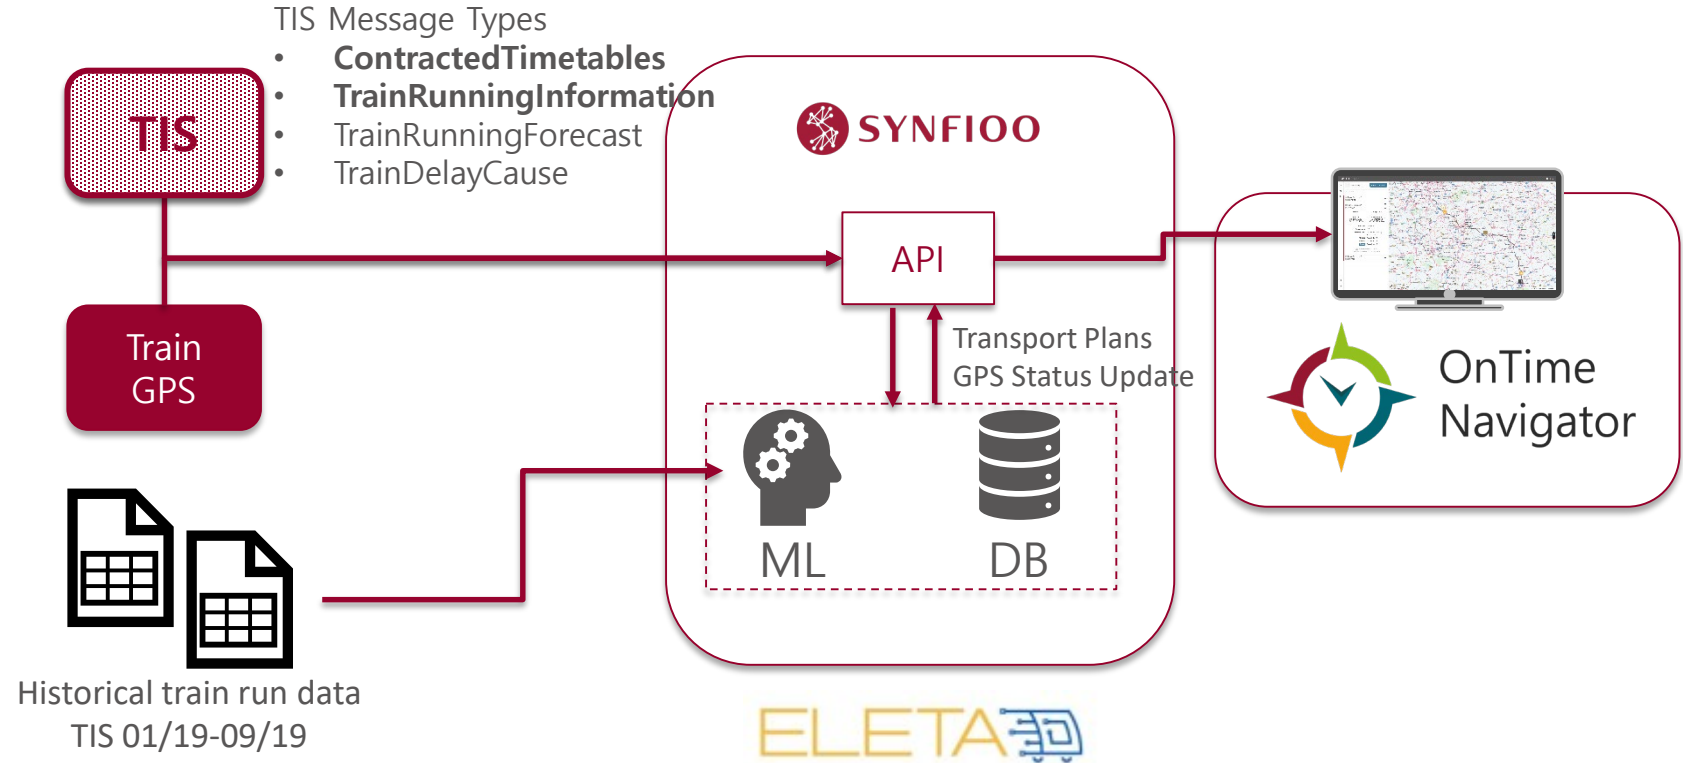 TIS Message Types
• ContractedTimetables
• TrainRunningInformation
• TrainRunningForecast
• TrainDelayCause
TIS
SYNFIOO
API
Train
GPS
Transport Plans
GPS Status Update
OnTime
Navigator
ML
DB
Historical train run data
TIS 01/19-09/19
ELETA